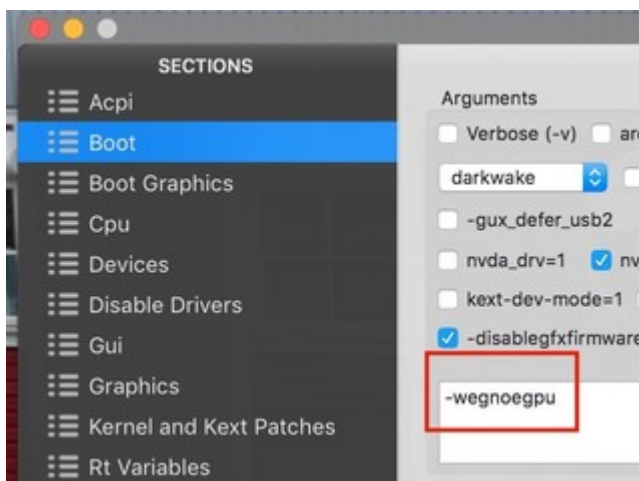 SECTIONS
Acpi
Boot
Boot Graphics
Cpu
Devices
Disable Drivers
Gui
Graphics
Kernel and Kext Patches
Rt Variables
Arguments
Verbose (-v)
darkwake
-gux_defer_usb2
nvda_drv=1
kext-dev-mode=1
-disablegfxfirmware
-wegnoegpu